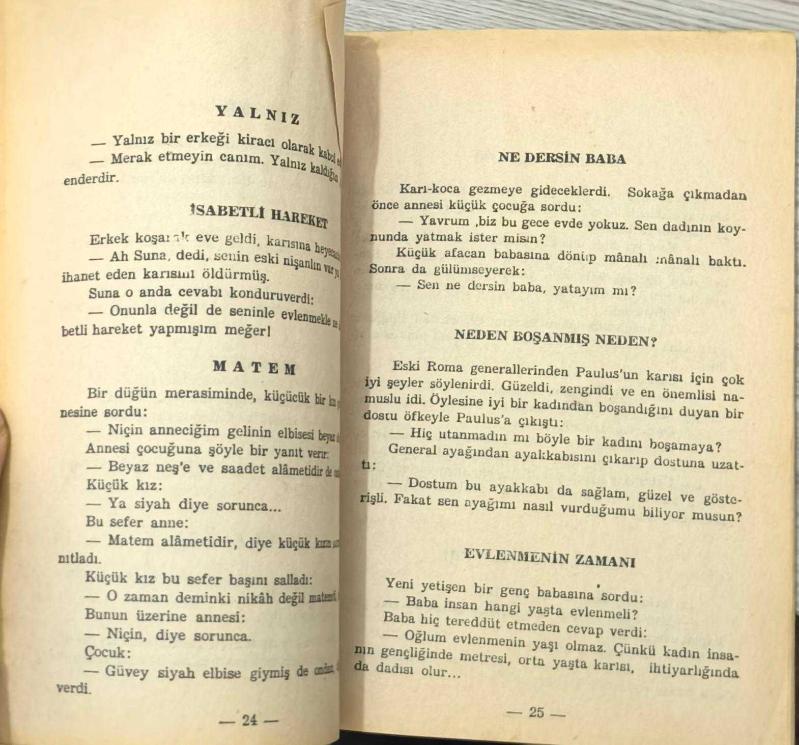 YALNIZ
— Yalnız bir erkeği kiracı olarak
— Merak etmeyin canım. Yalnız kaldığım
enderdir.
İSABETLİ HAREKET
Erkek koşarak eve geldi, karısına
— Ah Suna, dedi, senin eski nişanlın var ya
ihanet eden karısını öldürmüş.
Suna o anda cevabı konduruverdi:
— Onunla değil de seninle evlenmekle ne
betli hareket yapmışım meğer!
MATEM
Bir düğün merasiminde, küçücük bir
nesine sordu:
— Niçin anneciğim gelinin elbisesi beyaz
Annesi çocuğuna şöyle bir yanıt verir:
— Beyaz neş'e ve saadet alâmetidir de
Küçük kız:
— Ya siyah diye sorunca...
Bu sefer anne:
— Matem alâmetidir, diye küçük kızın
nıtladı.
Küçük kız bu sefer başını salladı:
— O zaman deminki nikâh değil matemdi
Bunun üzerine annesi:
— Niçin, diye sorunca.
Çocuk:
— Güvey siyah elbise giymiş de ondan
verdi.
— 24 —
NE DERSİN BABA
Karı-koca gezmeye gideceklerdi. Sokağa çıkmadan
önce annesi küçük çocuğa sordu:
— Yavrum ,biz bu gece evde yokuz. Sen dadının koy-
nunda yatmak ister misin?
Küçük afacan babasına dönüp mânalı mânalı baktı.
Sonra da gülümseyerek:
— Sen ne dersin baba, yatayım mı?
NEDEN BOŞANMIŞ NEDEN?
Eski Roma generallerinden Paulus'un karısı için çok
iyi şeyler söylenirdi. Güzeldi, zengindi ve en önemlisi na-
muslu idi. Öylesine iyi bir kadından boşandığını duyan bir
dostu öfkeyle Paulus'a çıkıştı:
— Hiç utanmadın mı böyle bir kadını boşamaya?
General ayağından ayakkabısını çıkarıp dostuna uzat-
tı:
— Dostum bu ayakkabı da sağlam, güzel ve göste-
rişli. Fakat sen ayağımı nasıl vurduğumu biliyor musun?
EVLENMENİN ZAMANI
Yeni yetişen bir genç babasına sordu:
— Baba insan hangi yaşta evlenmeli?
Baba hiç tereddüt etmeden cevap verdi:
— Oğlum evlenmenin yaşı olmaz. Çünkü kadın insa-
nın gençliğinde metresi, orta yaşta karısı, ihtiyarlığında
da dadısı olur...
— 25 —